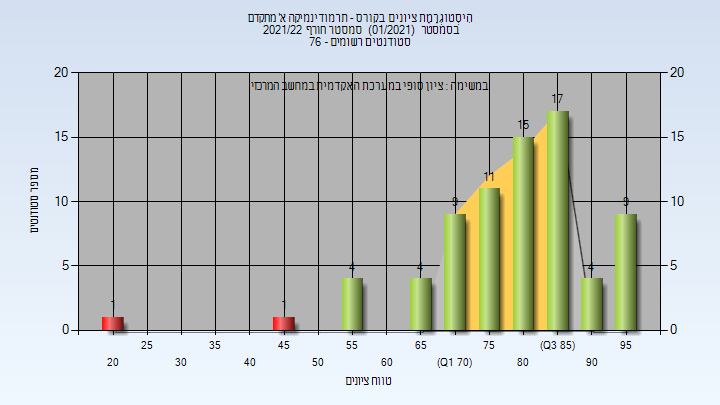 היסטוגרמת ציונים בקורס - תרמודינמיקה א' מתקדם
בסמסטר (01/2021) סמסטר חורף 2021/22
סטודנטים רשומים - 76
במשימה : ציון סופי במערכת האקדמית במחשב המרכזי
20 20
15 15
10 10
5 5
0 0
מספר סטודנטים
1 1 4 4 9 11 15 17 4 9
25 35 45 55 65 75 (Q3 85) 95
20 30 40 50 60 (Q1 70) 80 90
טווח ציונים